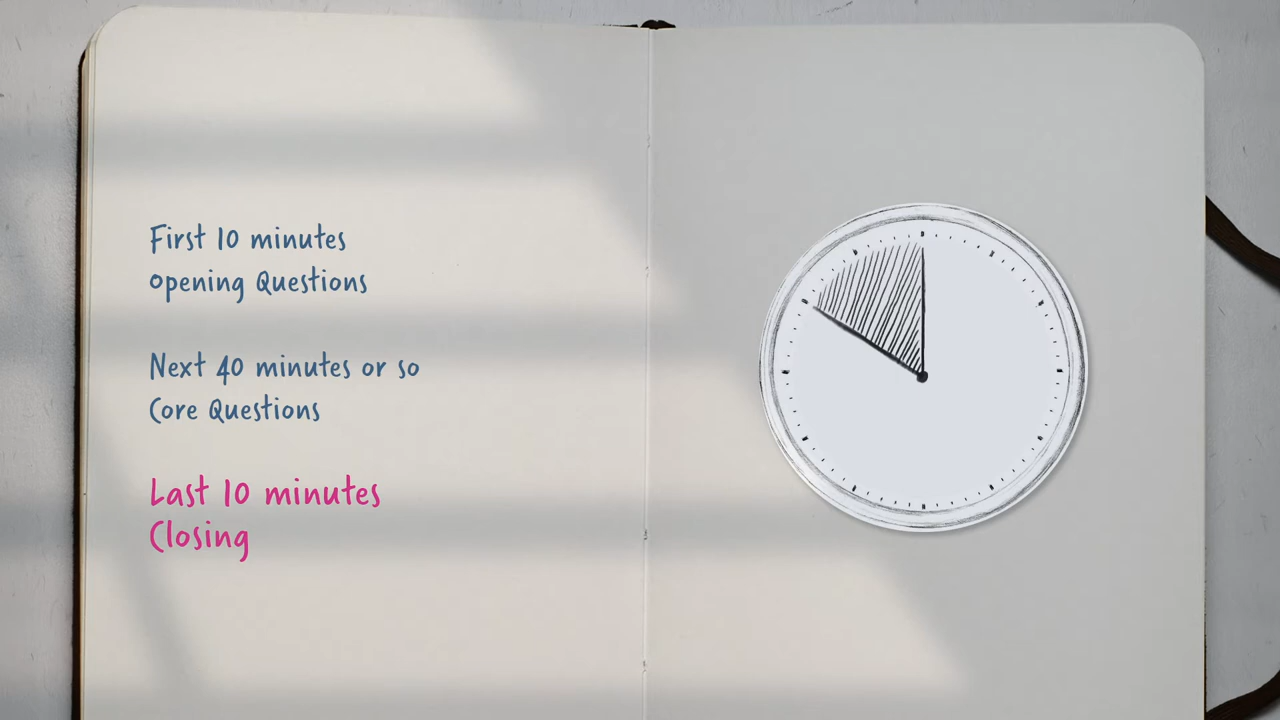 First 10 minutes
Opening Questions
Next 40 minutes or so
Core Questions
Last 10 minutes
Closing